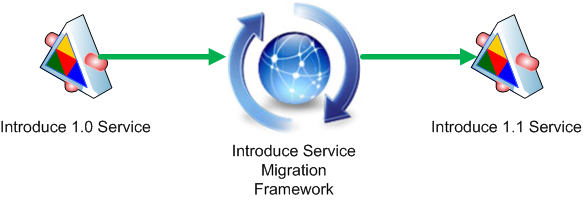 Introduce 1.0 Service
Introduce Service
Migration
Framework
Introduce 1.1 Service